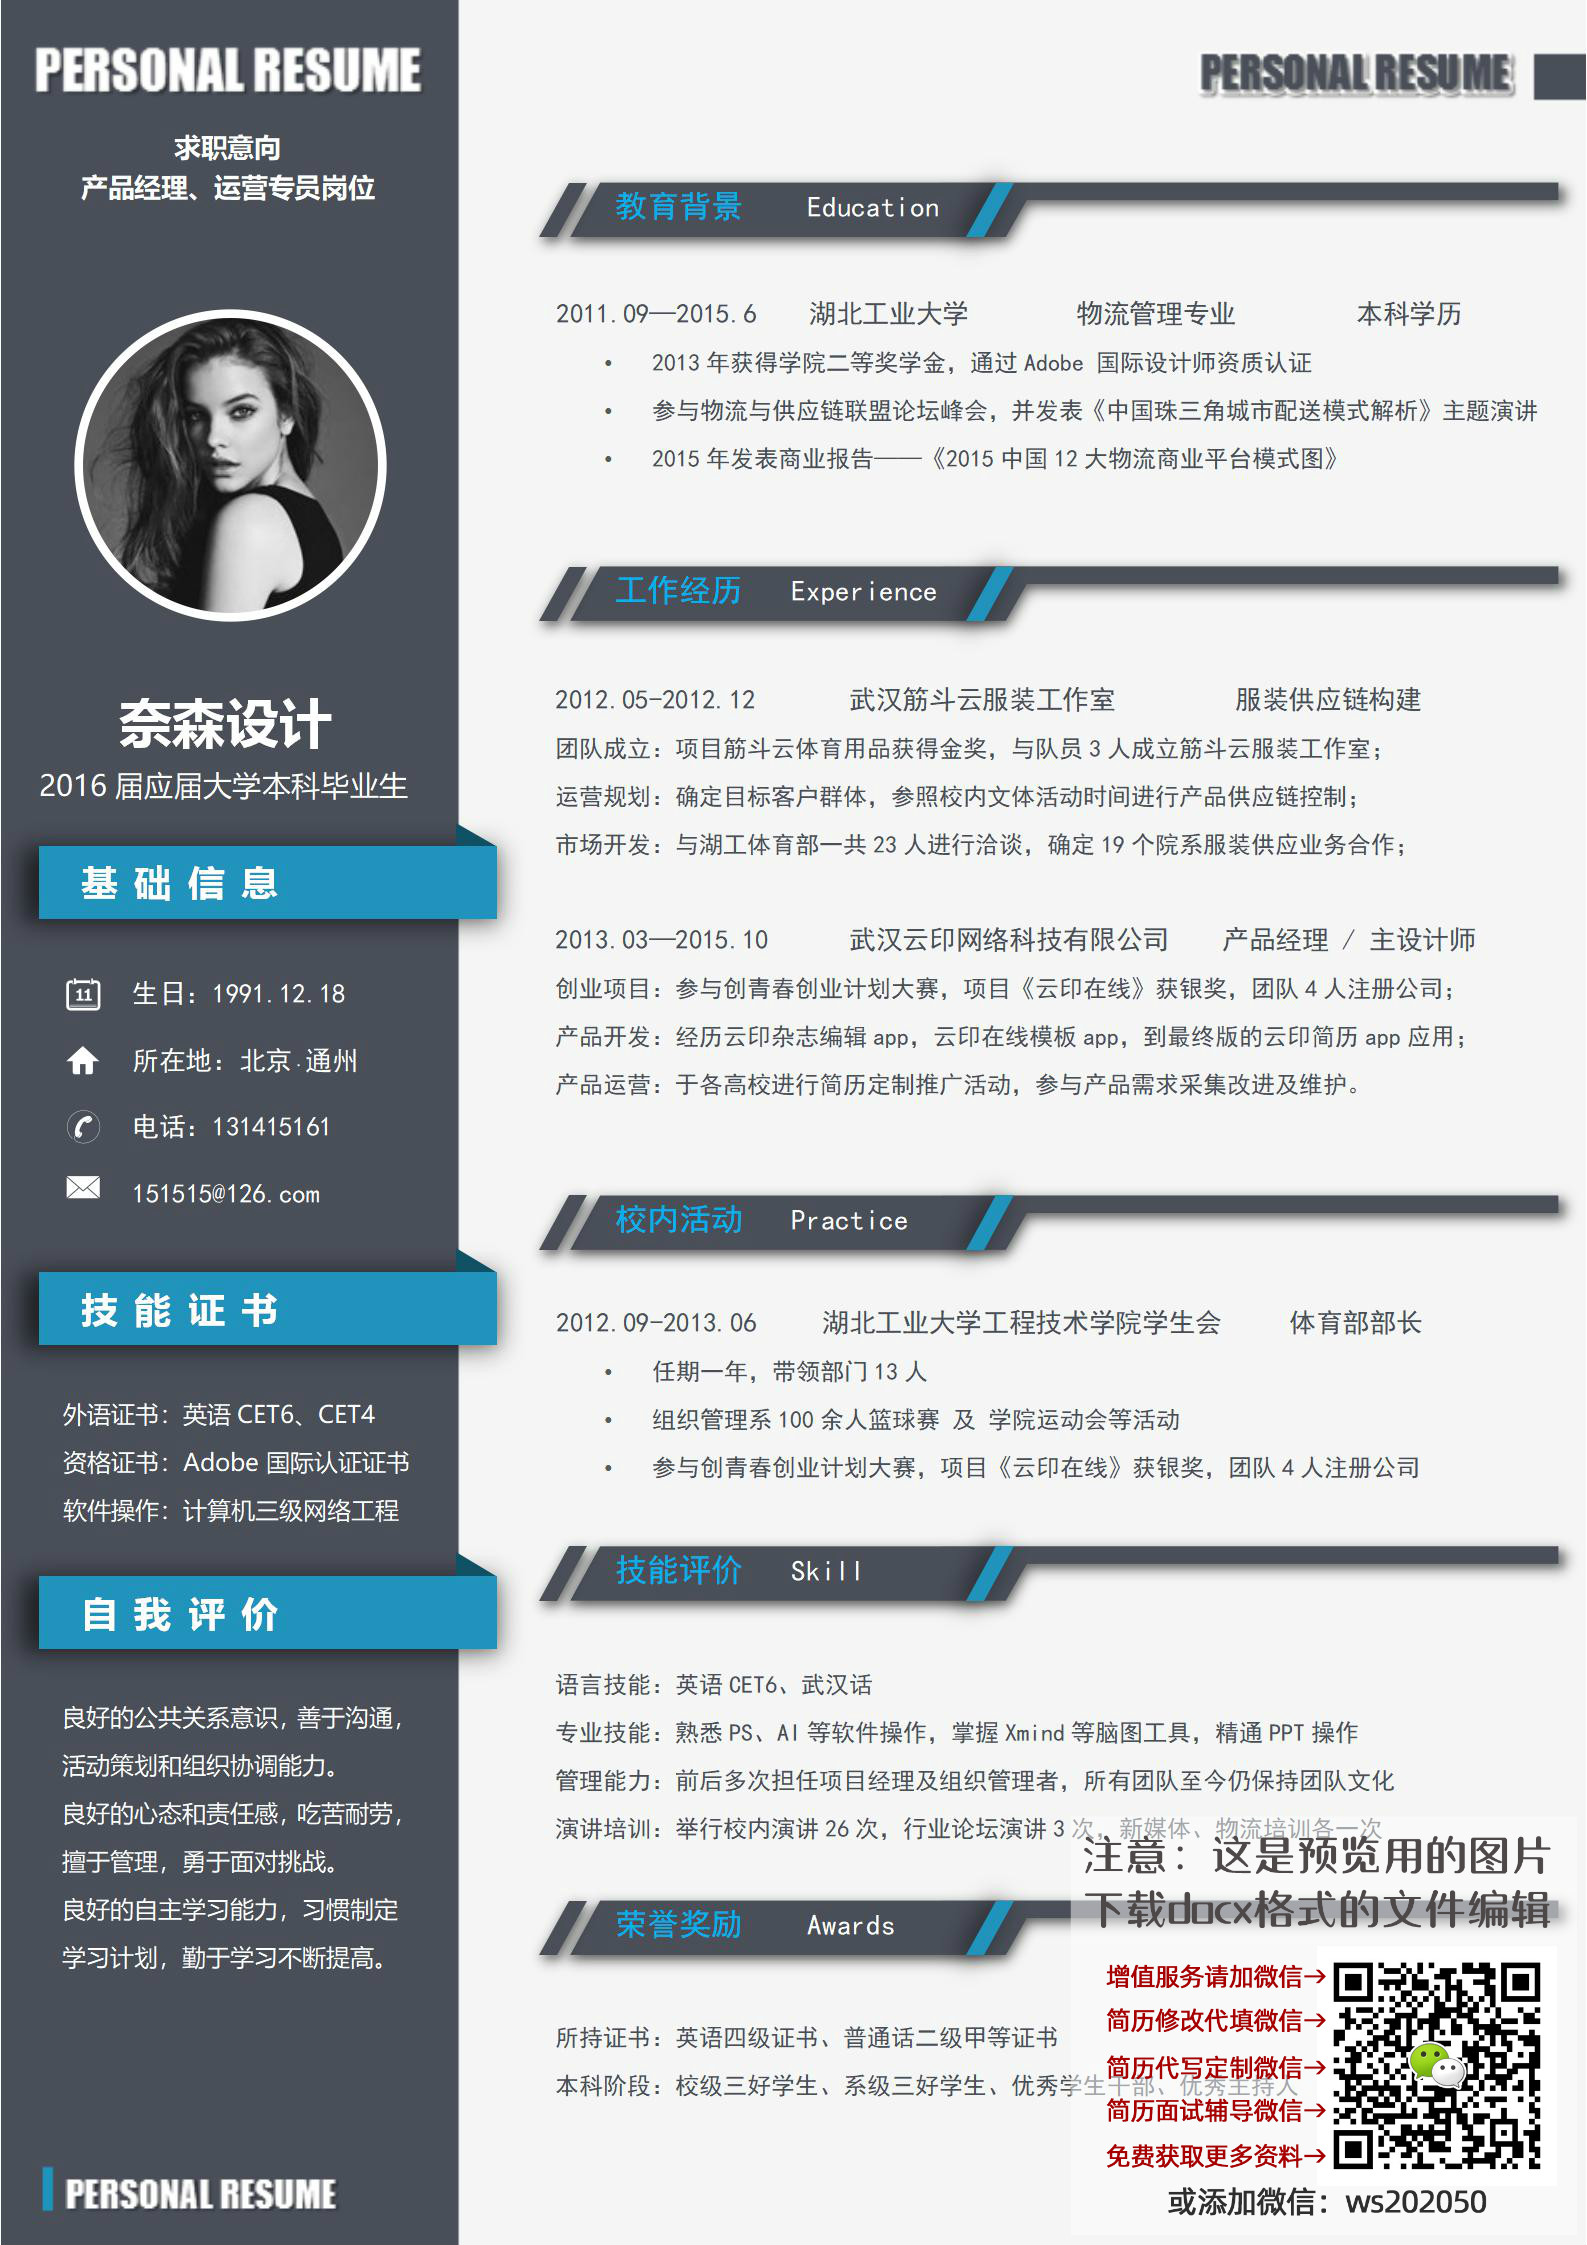 PERSONAL RESUME
求职意向
产品经理、运营专员岗位
奈森设计
2016 届应届大学本科毕业生
基础信息
11
生日：1991.12.18
所在地：北京·通州
电话：131415161
151515@126.com
技能证书
外语证书：英语 CET6、CET4
资格证书：Adobe 国际认证证书
软件操作：计算机三级网络工程
自我评价
良好的公共关系意识，善于沟通，
活动策划和组织协调能力。
良好的心态和责任感，吃苦耐劳，
擅于管理，勇于面对挑战。
良好的自主学习能力，习惯制定
学习计划，勤于学习不断提高。
PERSONAL RESUME
PERSONAL RESUME
教育背景 Education
2011.09—2015.6 湖北工业大学 物流管理专业 本科学历
• 2013 年获得学院二等奖学金，通过 Adobe 国际设计师资质认证
• 参与物流与供应链联盟论坛峰会，并发表《中国珠三角城市配送模式解析》主题演讲
• 2015 年发表商业报告——《2015 中国 12 大物流商业平台模式图》
工作经历 Experience
2012.05-2012.12 武汉筋斗云服装工作室 服装供应链构建
团队成立：项目筋斗云体育用品获得金奖，与队员 3 人成立筋斗云服装工作室；
运营规划：确定目标客户群体，参照校内文体活动时间进行产品供应链控制；
市场开发：与湖工体育部一共 23 人进行洽谈，确定 19 个院系服装供应业务合作；
2013.03—2015.10 武汉云印网络科技有限公司 产品经理 / 主设计师
创业项目：参与创青春创业计划大赛，项目《云印在线》获银奖，团队 4 人注册公司；
产品开发：经历云印杂志编辑 app，云印在线模板 app，到最终版的云印简历 app 应用；
产品运营：于各高校进行简历定制推广活动，参与产品需求采集改进及维护。
校内活动 Practice
2012.09-2013.06 湖北工业大学工程技术学院学生会 体育部部长
• 任期一年，带领部门 13 人
• 组织管理系 100 余人篮球赛 及 学院运动会等活动
• 参与创青春创业计划大赛，项目《云印在线》获银奖，团队 4 人注册公司
技能评价 Skill
语言技能：英语 CET6、武汉话
专业技能：熟悉 PS、AI 等软件操作，掌握 Xmind 等脑图工具，精通 PPT 操作
管理能力：前后多次担任项目经理及组织管理者，所有团队至今仍保持团队文化
演讲培训：举行校内演讲 26 次，行业论坛演讲 3 次，新媒体、物流培训各一次
荣誉奖励 Awards
所持证书：英语四级证书、普通话二级甲等证书
本科阶段：校级三好学生、系级三好学生、优秀学生干部、优秀主持人
注意：这是预览用的图片
下载docx格式的文件编辑
增值服务请加微信→
简历修改代填微信→
简历代写定制微信→
简历面试辅导微信→
免费获取更多资料→
或添加微信：ws202050